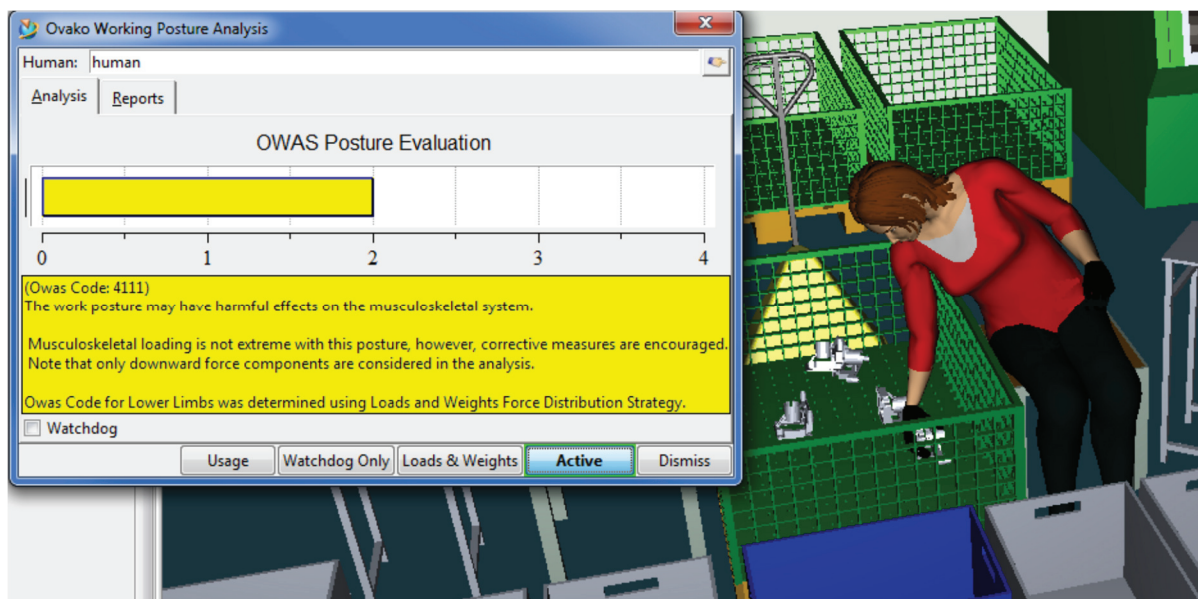 Ovako Working Posture Analysis
Human: human
Analysis Reports
OWAS Posture Evaluation
0 1 2 3 4
(Owas Code: 4111)
The work posture may have harmful effects on the musculoskeletal system.
Musculoskeletal loading is not extreme with this posture, however, corrective measures are encouraged.
Note that only downward force components are considered in the analysis.
Owas Code for Lower Limbs was determined using Loads and Weights Force Distribution Strategy.
Watchdog
Usage Watchdog Only Loads & Weights Active Dismiss